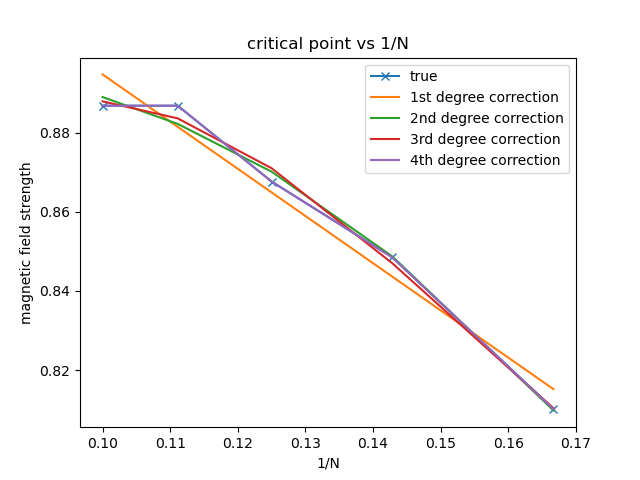 critical point vs 1/N
true
1st degree correction
2nd degree correction
3rd degree correction
4th degree correction
magnetic field strength
0.88
0.86
0.84
0.82
0.10 0.11 0.12 0.13 0.14 0.15 0.16 0.17
1/N